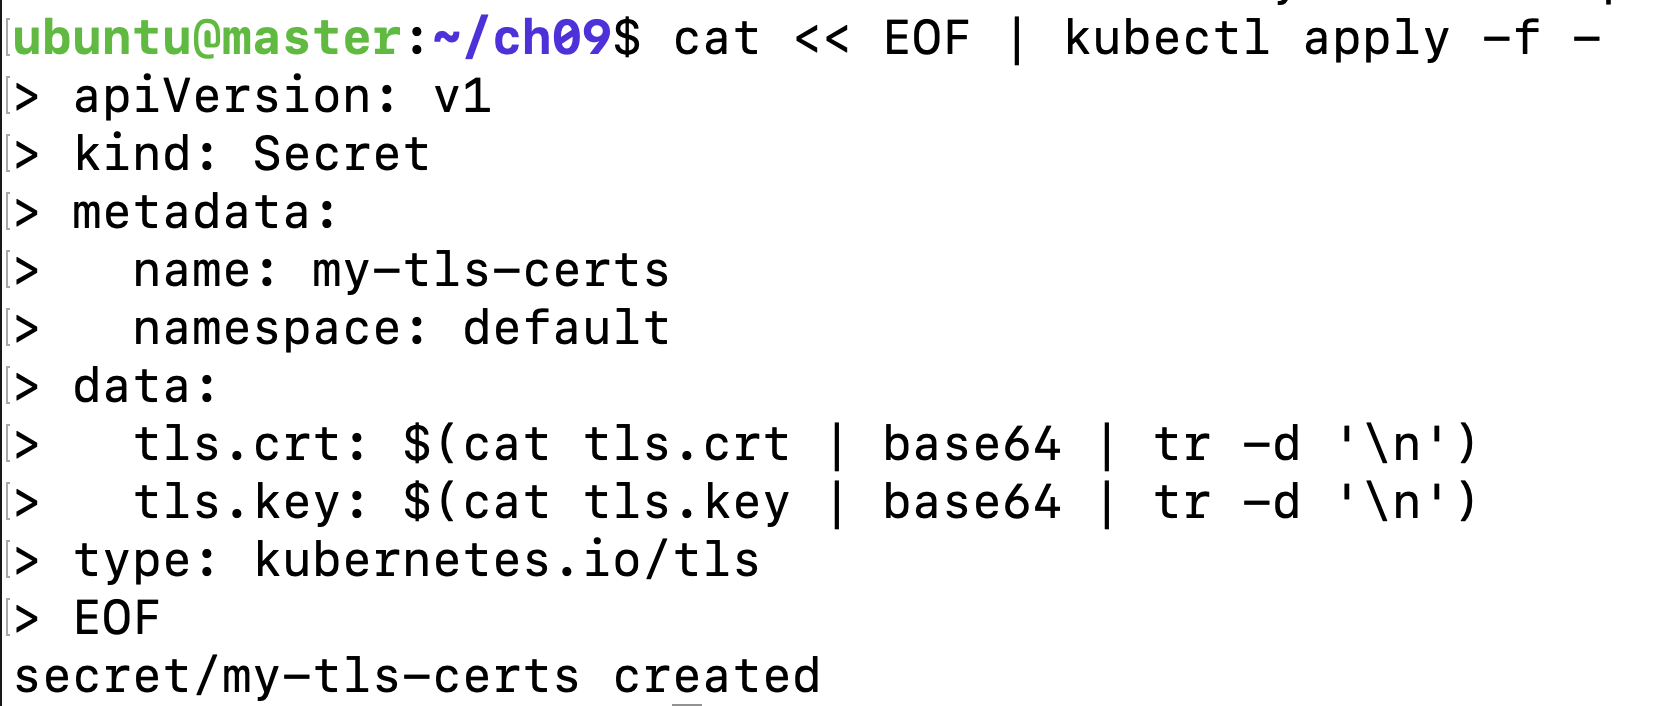 ubuntu@master:~/ch09$ cat << EOF | kubectl apply -f -
> apiVersion: v1
> kind: Secret
> metadata:
>   name: my-tls-certs
>   namespace: default
> data:
>   tls.crt: $(cat tls.crt | base64 | tr -d '\n')
>   tls.key: $(cat tls.key | base64 | tr -d '\n')
> type: kubernetes.io/tls
> EOF
secret/my-tls-certs created